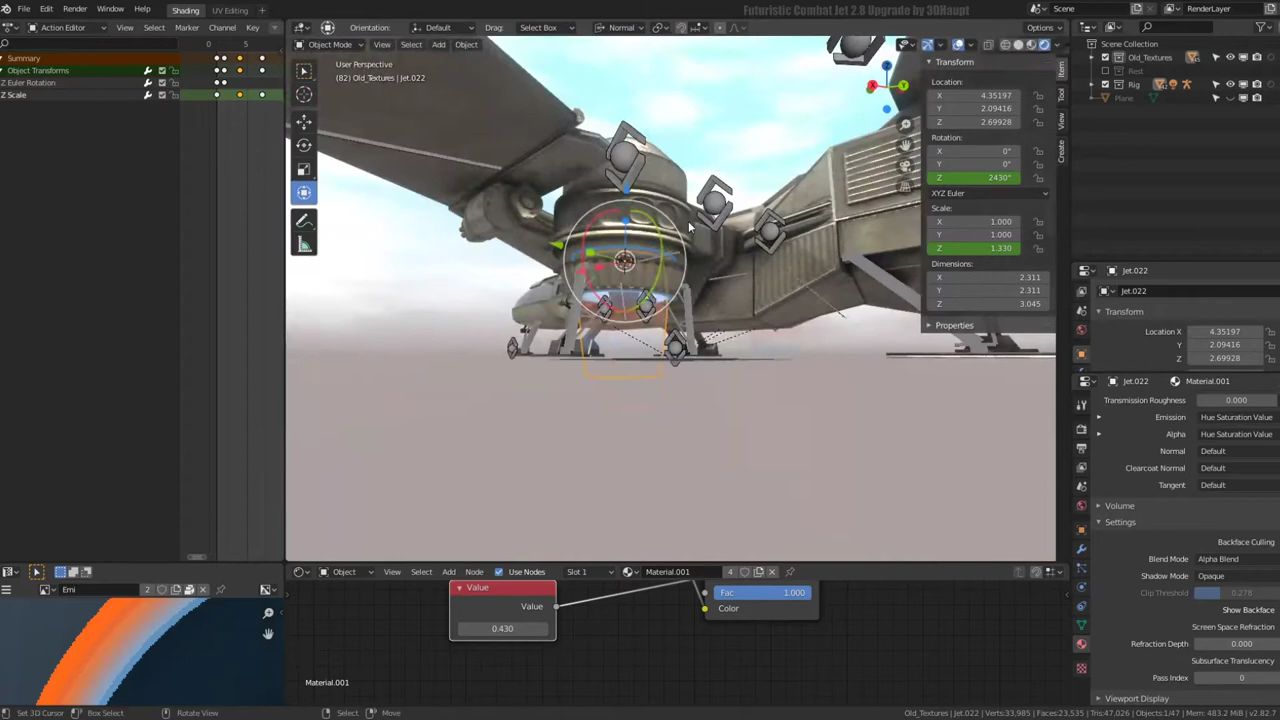 File Edit Render Window Help Shading UV Editing
Futuristic Combat Jet 2.8 Upgrade by 3DHaupt
Scene RenderLayer
Action Editor View Select Marker Channel Key
0 5
Summary
Object Transforms
Z Euler Rotation
Z Scale
Orientation: Default Drag: Select Box Normal Options
Object Mode View Select Add Object
User Perspective
(82) Old_Textures | Jet.022
Transform
Location:
X 4.35197
Y 2.09416
Z 2.69928
Rotation:
X 0°
Y 0°
Z 2430°
XYZ Euler
Scale:
X 1.000
Y 1.000
Z 1.330
Dimensions:
X 2.311
Y 2.311
Z 3.045
Properties
Item
Tool
View
Create
Scene Collection
Old_Textures
Rest
Rig
Plane
Jet.022
Jet.022
Transform
Location X 4.35197
Y 2.09416
Z 2.69928
Jet.022 Material.001
Transmission Roughness 0.000
Emission Hue Saturation Value
Alpha Hue Saturation Value
Normal Default
Clearcoat Normal Default
Tangent Default
Volume
Settings
Backface Culling
Blend Mode Alpha Blend
Shadow Mode Opaque
Clip Threshold 0.278
Show Backface
Screen Space Refraction
Refraction Depth 0.000
Subsurface Translucency
Pass Index 0
Viewport Display
Emi 2
Object View Select Add Node Use Nodes Slot 1 Material.001 4
Value
Value
0.430
Fac 1.000
Color
Material.001
Set 3D Cursor Box Select Rotate View Select Move
Old_Textures | Jet.022 | Verts:33,985 | Faces:23,535 | Tris:47,026 | Objects:1/47 | Mem: 483.2 MiB | v2.82.7